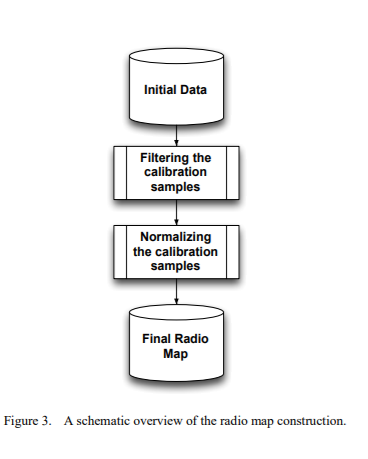 Initial Data
Filtering the
calibration
samples
Normalizing
the calibration
samples
Final Radio
Map
Figure 3. A schematic overview of the radio map construction.